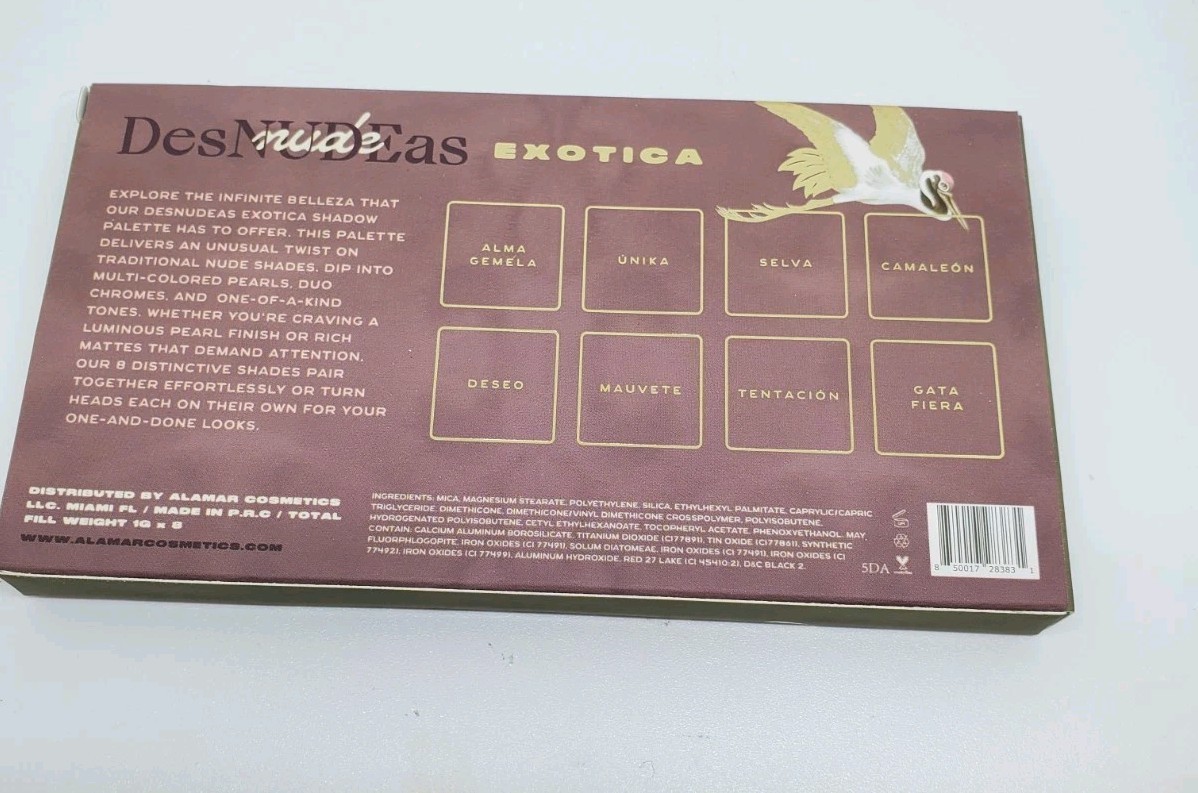 DesNUDEas nude EXOTICA
EXPLORE THE INFINITE BELLEZA THAT
OUR DESNUDEAS EXOTICA SHADOW
PALETTE HAS TO OFFER. THIS PALETTE
DELIVERS AN UNUSUAL TWIST ON
TRADITIONAL NUDE SHADES. DIP INTO
MULTI-COLORED PEARLS, DUO
CHROMES, AND ONE-OF-A-KIND
TONES. WHETHER YOU'RE CRAVING A
LUMINOUS PEARL FINISH OR RICH
MATTES THAT DEMAND ATTENTION,
OUR 8 DISTINCTIVE SHADES PAIR
TOGETHER EFFORTLESSLY OR TURN
HEADS EACH ON THEIR OWN FOR YOUR
ONE-AND-DONE LOOKS.
ALMA
GEMELA
ÚNIKA
SELVA
CAMALEÓN
DESEO
MAUVETE
TENTACIÓN
GATA
FIERA
DISTRIBUTED BY ALAMAR COSMETICS
LLC. MIAMI FL / MADE IN P.R.C / TOTAL
FILL WEIGHT 1G x 8
WWW.ALAMARCOSMETICS.COM
INGREDIENTS: MICA, MAGNESIUM STEARATE, POLYETHYLENE, SILICA, ETHYLHEXYL PALMITATE, CAPRYLIC/CAPRIC
TRIGLYCERIDE, DIMETHICONE, DIMETHICONE/VINYL DIMETHICONE CROSSPOLYMER, POLYISOBUTENE,
HYDROGENATED POLYISOBUTENE, CETYL ETHYLHEXANOATE, TOCOPHERYL ACETATE, PHENOXYETHANOL. MAY
CONTAIN: CALCIUM ALUMINUM BOROSILICATE, TITANIUM DIOXIDE (CI77891), TIN OXIDE (CI77861), SYNTHETIC
FLUORPHLOGOPITE, IRON OXIDES (CI 77491), SOLUM DIATOMEAE, IRON OXIDES (CI 77491), IRON OXIDES (CI
77492), IRON OXIDES (CI 77499), ALUMINUM HYDROXIDE, RED 27 LAKE (CI 45410:2), D&C BLACK 2.
5DA
8 50017 28383 1